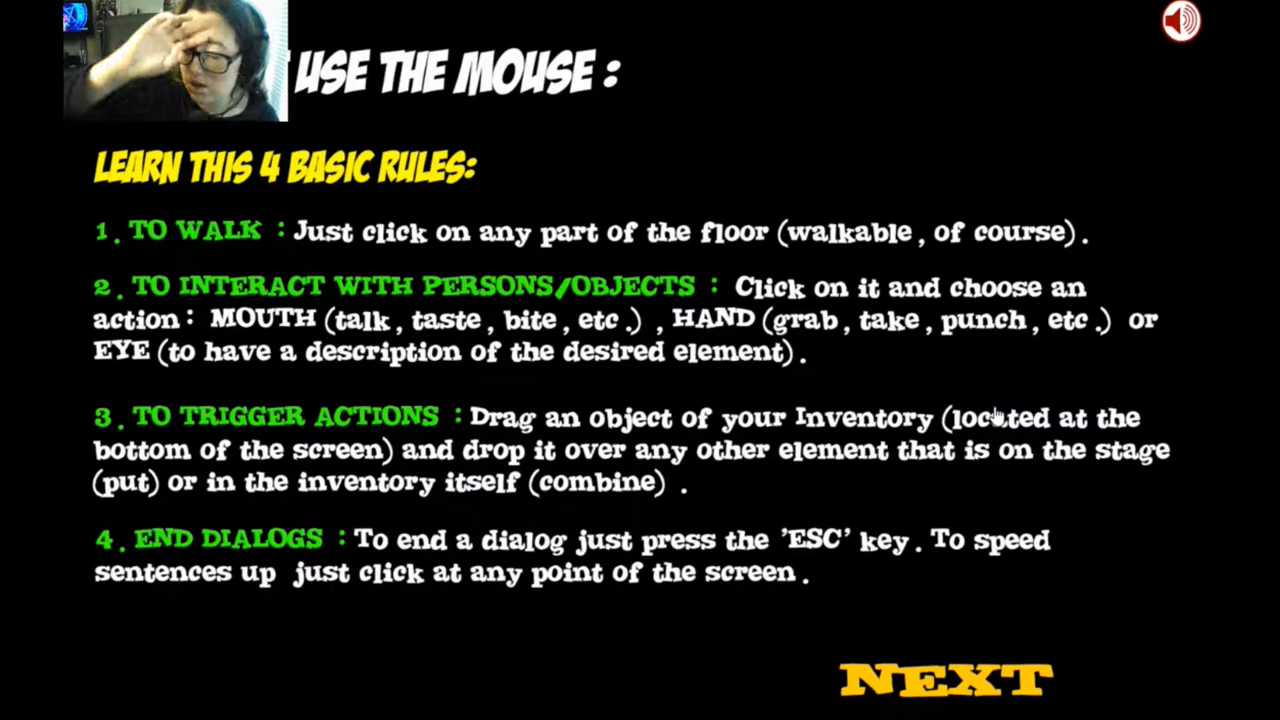 USE THE MOUSE :
LEARN THIS 4 BASIC RULES:
1. TO WALK : Just click on any part of the floor (walkable, of course).
2. TO INTERACT WITH PERSONS/OBJECTS : Click on it and choose an
action: MOUTH (talk, taste, bite, etc.), HAND (grab, take, punch, etc.) or
EYE (to have a description of the desired element).
3. TO TRIGGER ACTIONS : Drag an object of your Inventory (located at the
bottom of the screen) and drop it over any other element that is on the stage
(put) or in the inventory itself (combine) .
4. END DIALOGS : To end a dialog just press the 'ESC' key. To speed
sentences up just click at any point of the screen.
NEXT